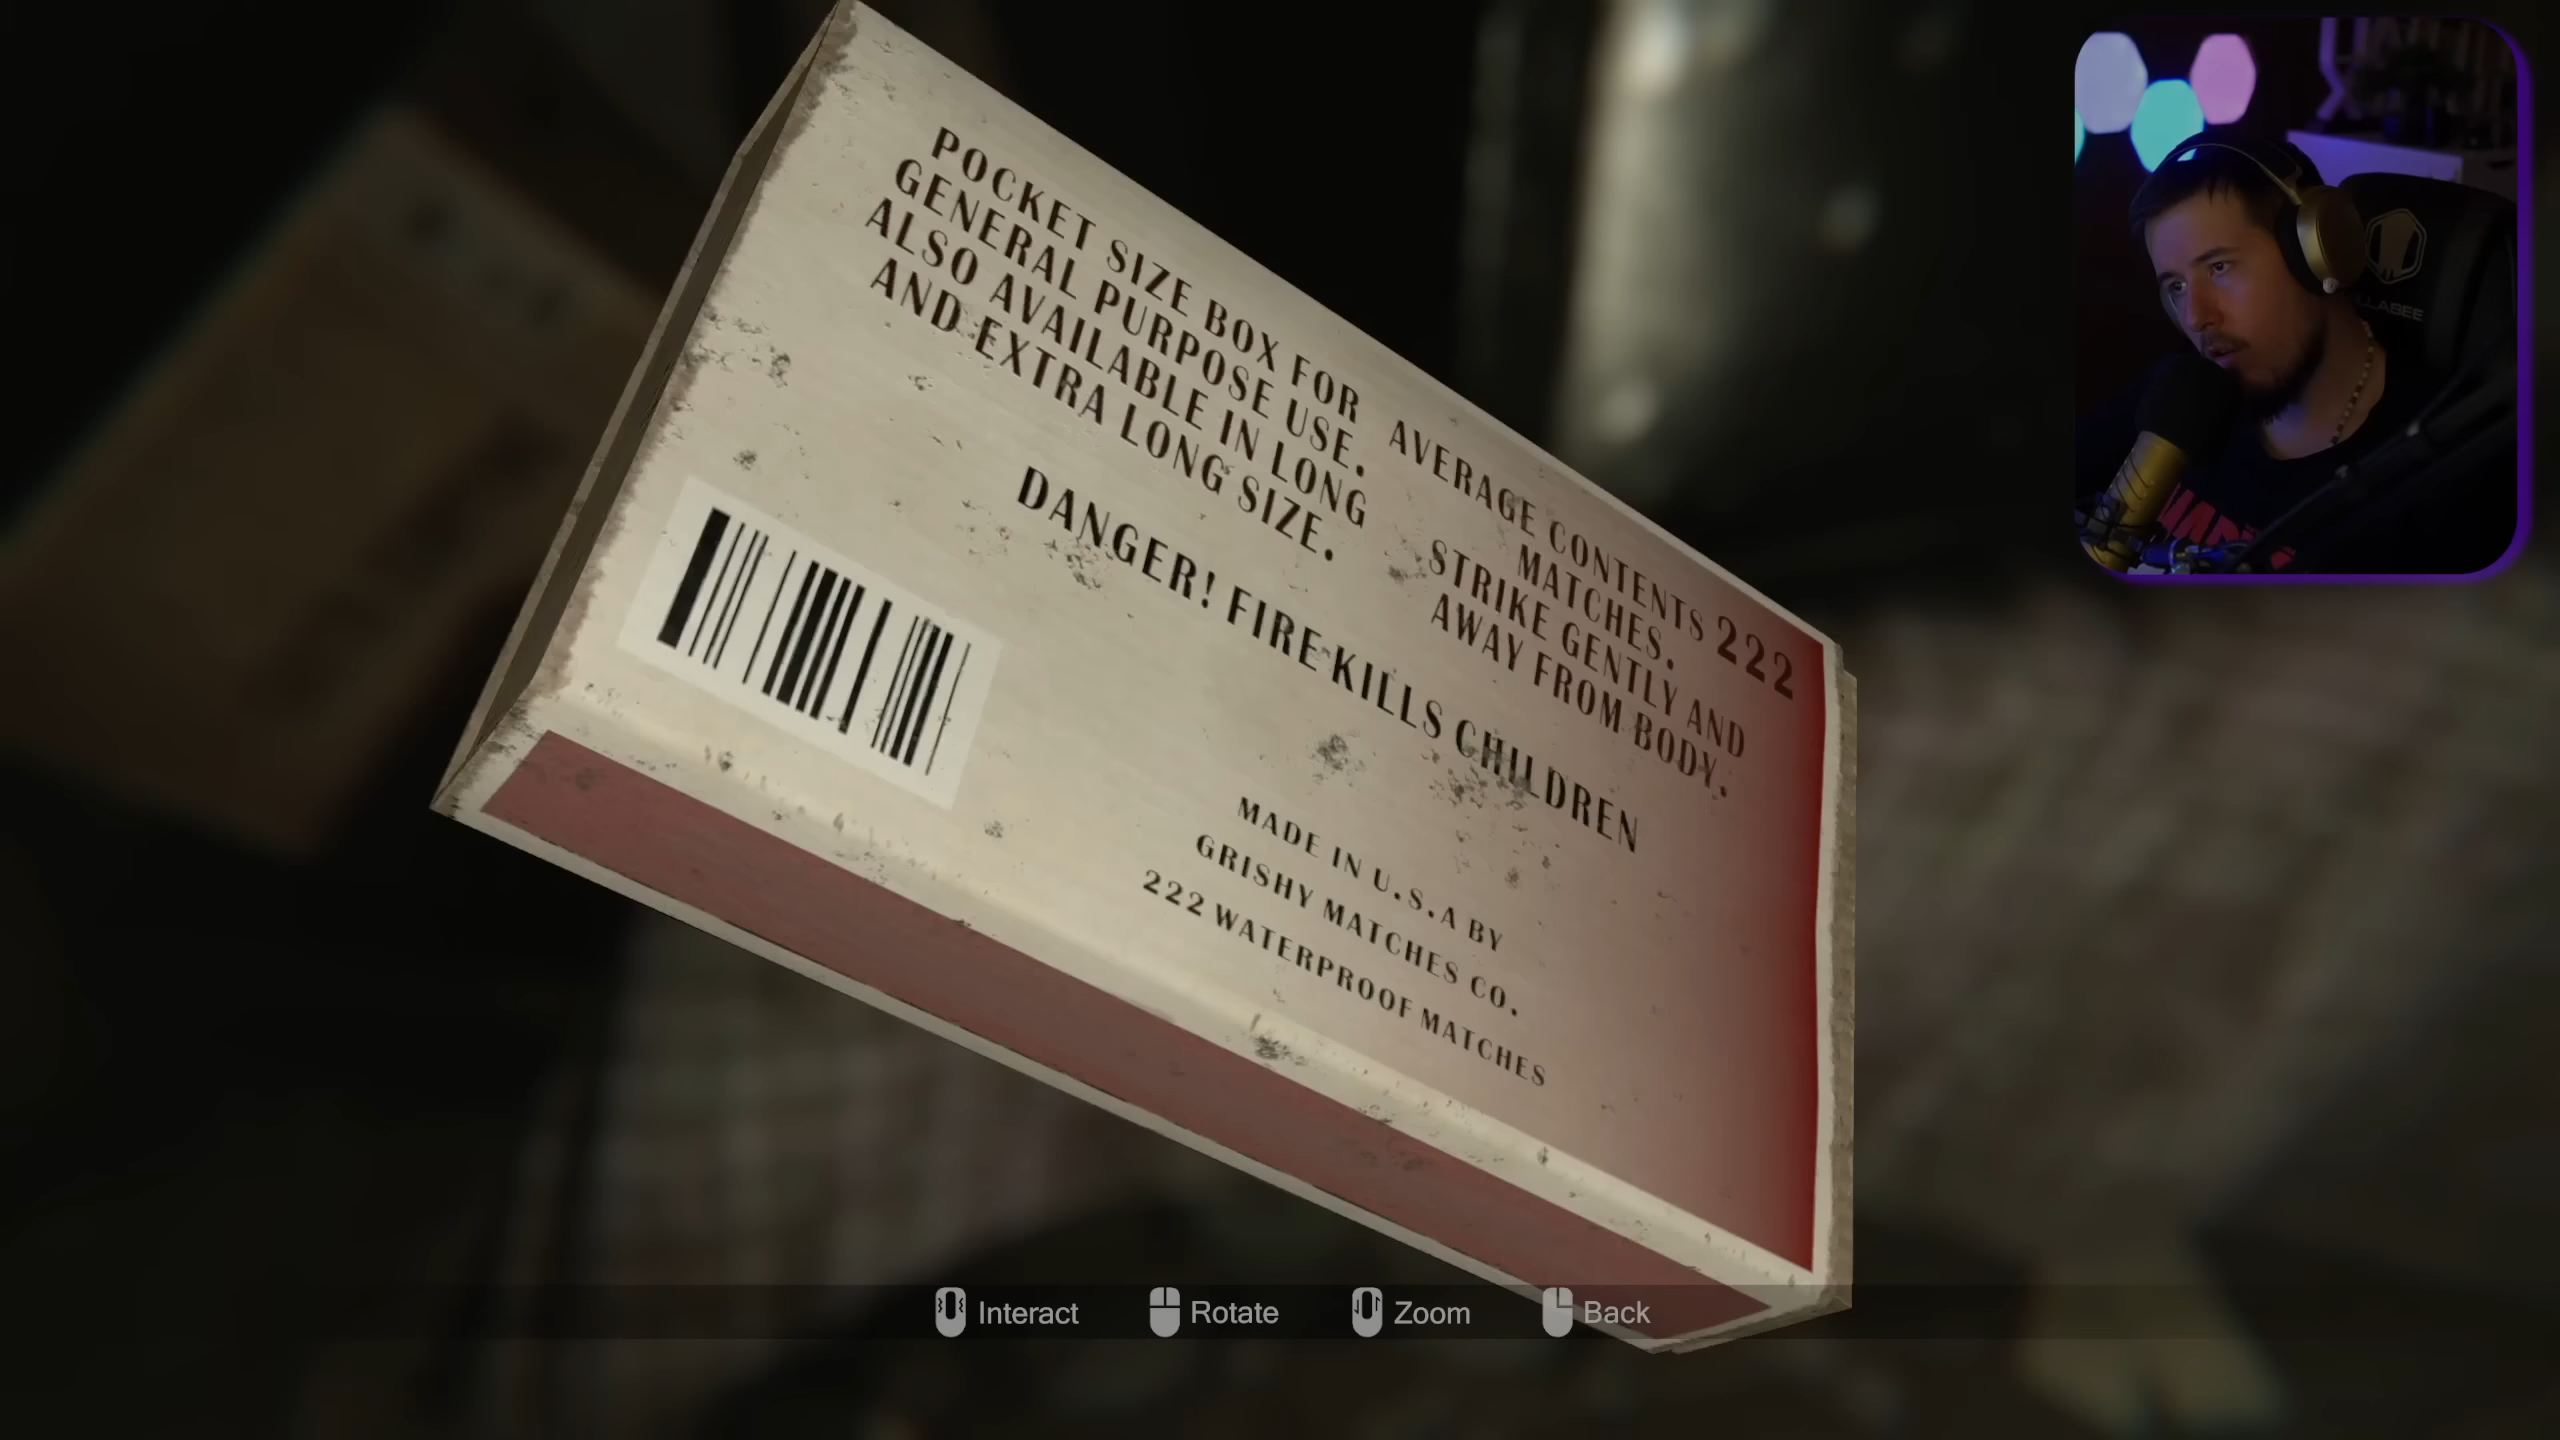 POCKET SIZE BOX FOR
GENERAL PURPOSE USE.
ALSO AVAILABLE IN LONG
AND EXTRA LONG SIZE.
AVERAGE CONTENTS 222
MATCHES.
STRIKE GENTLY AND
AWAY FROM BODY.
DANGER! FIRE KILLS CHILDREN
MADE IN U.S.A BY
GRISHY MATCHES CO.
222 WATERPROOF MATCHES
Interact
Rotate
Zoom
Back